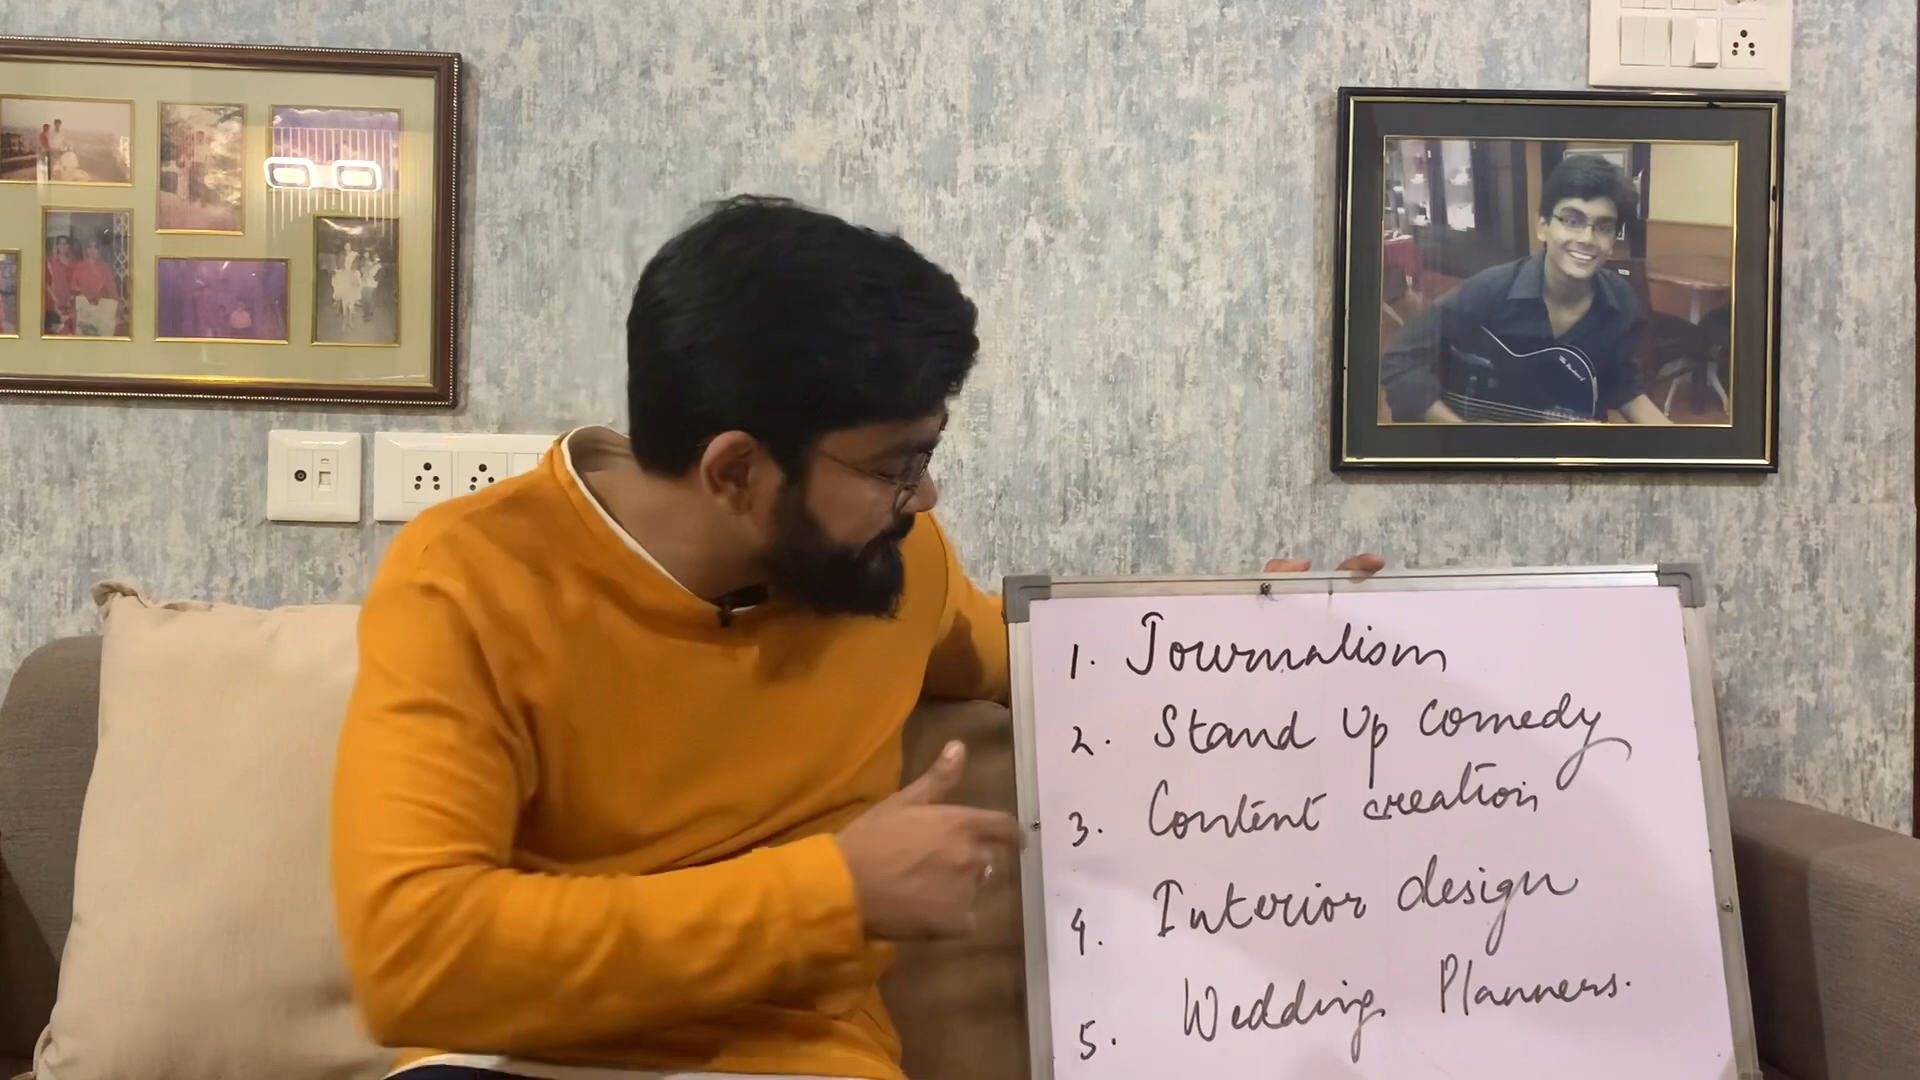 1. Journalism
2. Stand Up comedy
3. Content creation
4. Interior design
5. Wedding Planners.